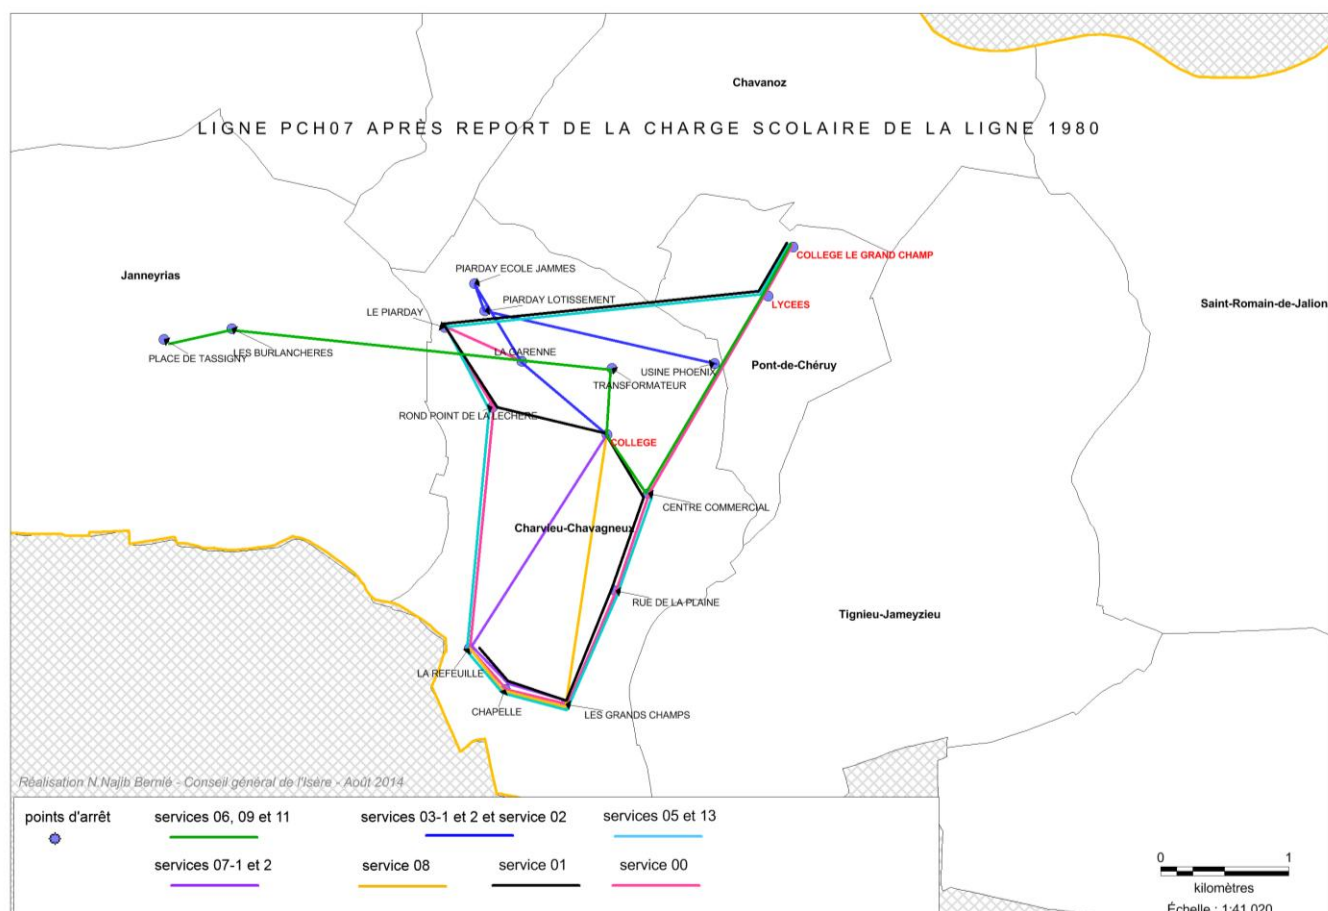 Chavanoz
LIGNE PCH07 APRÈS REPORT DE LA CHARGE SCOLAIRE DE LA LIGNE 1980
COLLEGE LE GRAND CHAMP
PIARDAY ECOLE JAMMES
Janneyrias
PIARDAY LOTISSEMENT
LYCEES
Saint-Romain-de-Jalion
LE PIARDAY
LA GARENNE
LES BURLANCHERES
PLACE DE TASSIGNY
USINE PHOENIX
Pont-de-Chéruy
TRANSFORMATEUR
ROND POINT DE LA LECHERE
COLLEGE
CENTRE COMMERCIAL
Charvieu-Chavagneux
RUE DE LA PLAINE
Tignieu-Jameyzieu
LA REFEUILLE
CHAPELLE
LES GRANDS CHAMPS
Réalisation N.Najib Bernié - Conseil général de l'Isère - Août 2014
points d'arrêt
services 06, 09 et 11
services 03-1 et 2 et service 02
services 05 et 13
services 07-1 et 2
service 08
service 01
service 00
0 1
kilomètres
Échelle : 1:41 020